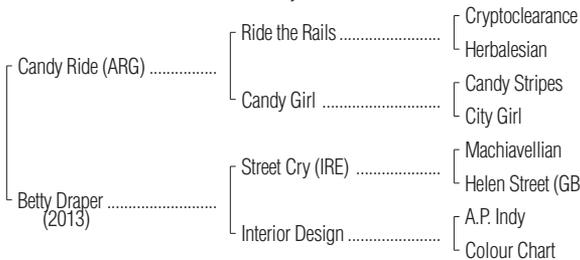 Cryptoclearance
Ride the Rails
Herbalesian
Candy Ride (ARG)
Candy Stripes
Candy Girl
City Girl
Machiavellian
Street Cry (IRE)
Helen Street (GB
Betty Draper
(2013)
A.P. Indy
Interior Design
Colour Chart